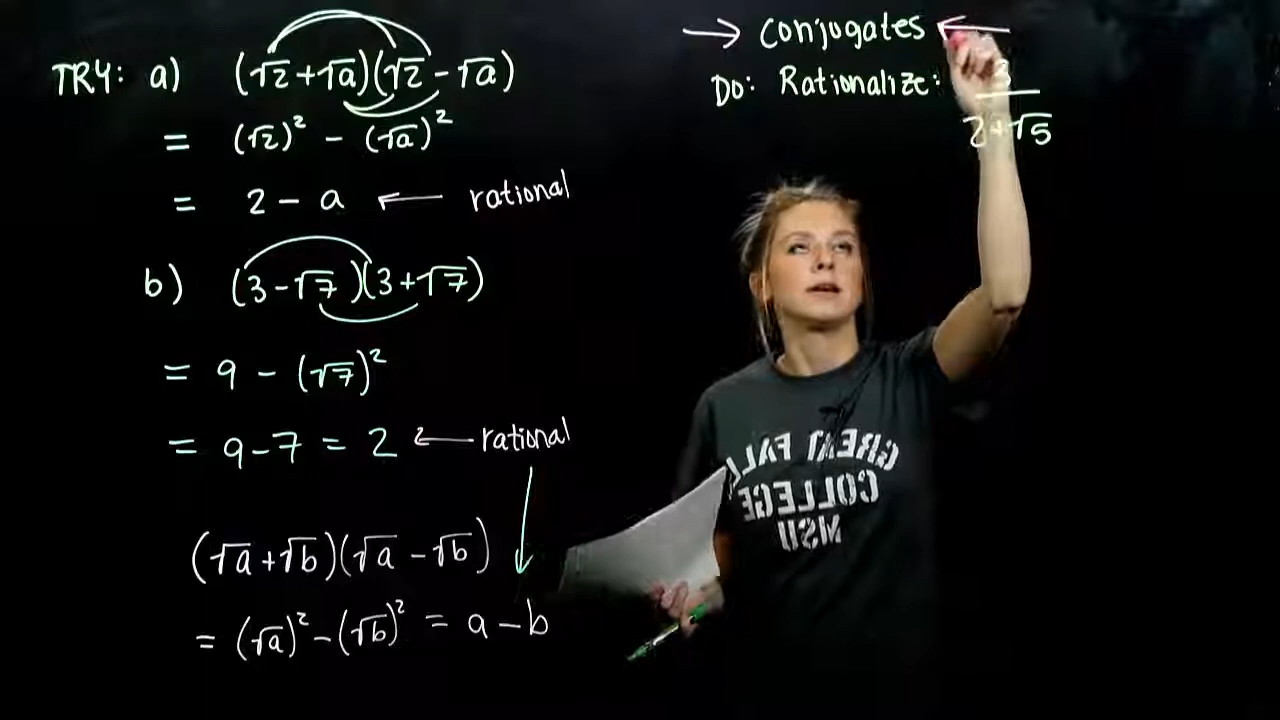 TRY: a) (√2 + √a)(√2 - √a)
= (√2)² - (√a)²
= 2 - a ← rational
b) (3 - √7)(3 + √7)
= 9 - (√7)²
= 9 - 7 = 2 ← rational
(√a + √b)(√a - √b)
= (√a)² - (√b)² = a - b
→ conjugates ←
Do: Rationalize:
2 + √5
GREAT FALL
COLLEGE
MSU